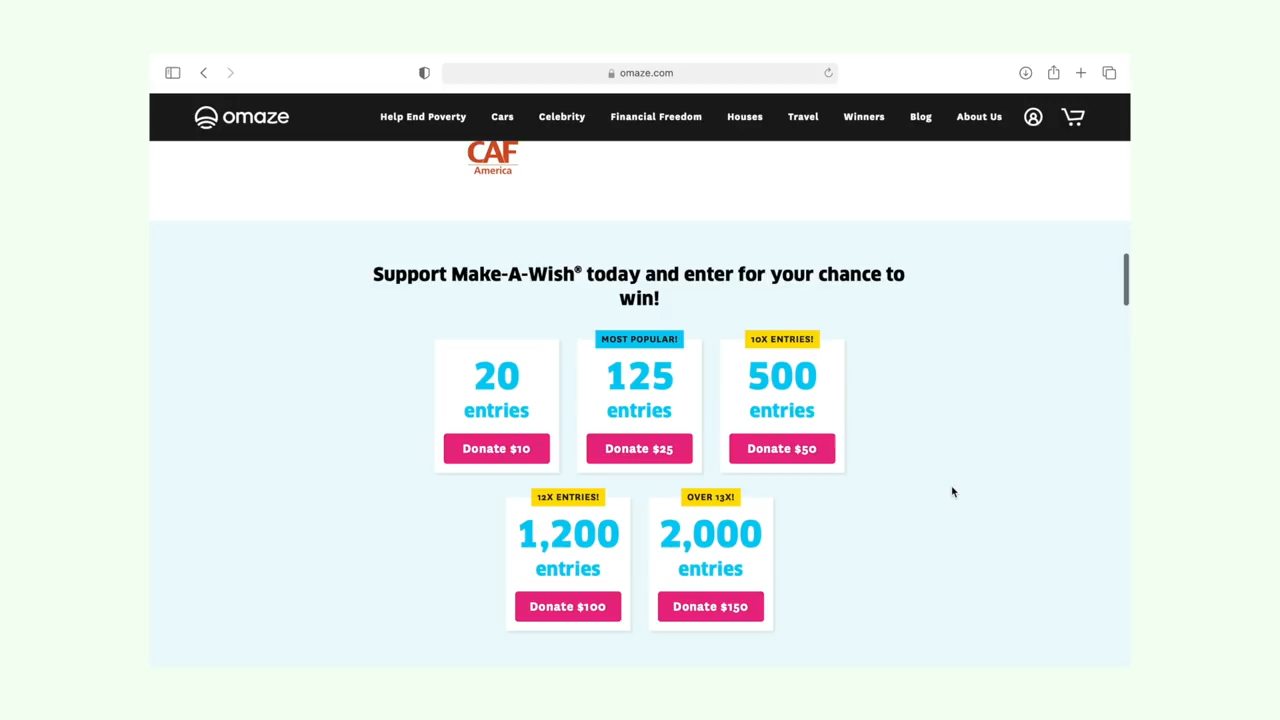 omaze.com
omaze
Help End Poverty Cars Celebrity Financial Freedom Houses Travel Winners Blog About Us
CAF
America
Support Make-A-Wish® today and enter for your chance to
win!
MOST POPULAR! 10X ENTRIES!
20 125 500
entries entries entries
Donate $10 Donate $25 Donate $50
12X ENTRIES! OVER 13X!
1,200 2,000
entries entries
Donate $100 Donate $150